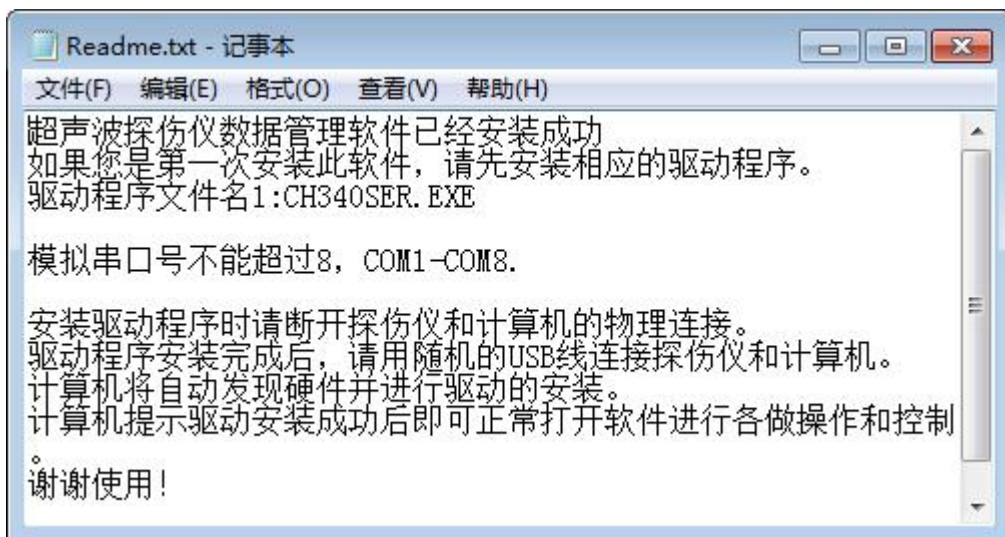 Readme.txt - 记事本
文件(F) 编辑(E) 格式(O) 查看(V) 帮助(H)
超声波探伤仪数据管理软件已经安装成功
如果您是第一次安装此软件，请先安装相应的驱动程序。
驱动程序文件名1:CH340SER.EXE
模拟串口号不能超过8，COM1-COM8.
安装驱动程序时请断开探伤仪和计算机的物理连接。
驱动程序安装完成后，请用随机的USB线连接探伤仪和计算机。
计算机将自动发现硬件并进行驱动的安装。
计算机提示驱动安装成功后即可正常打开软件进行各做操作和控制
。
谢谢使用！